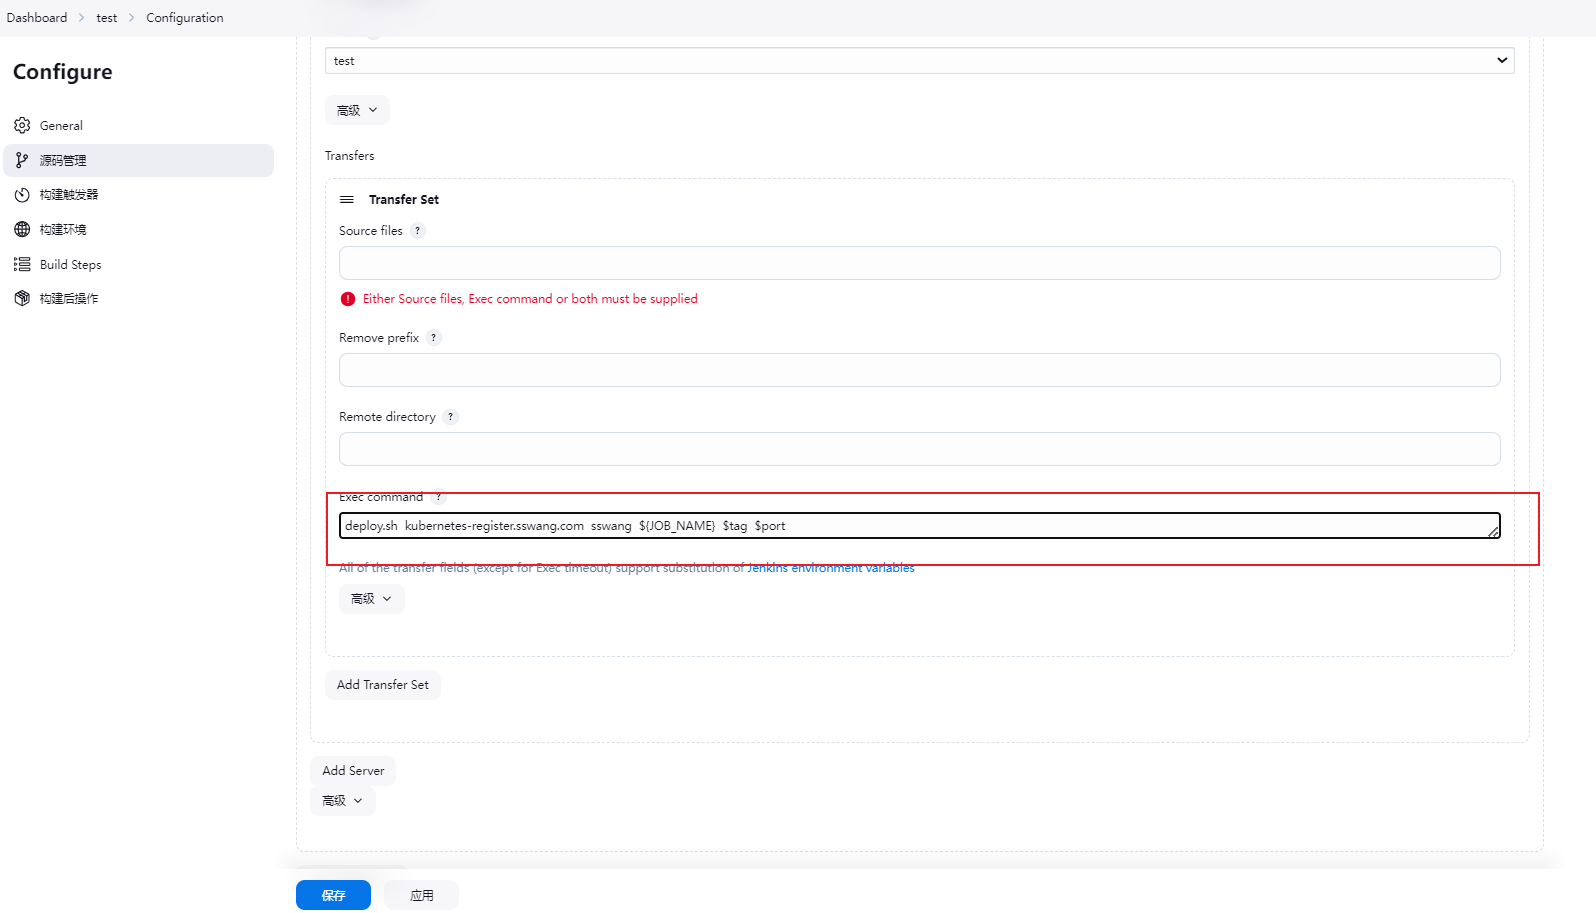 Dashboard > test > Configuration
Configure
General
源码管理
构建触发器
构建环境
Build Steps
构建后操作
test
高级
Transfers
Transfer Set
Source files ?
Either Source files, Exec command or both must be supplied
Remove prefix ?
Remote directory ?
Exec command ?
deploy.sh kubernetes-register.sswang.com sswang ${JOB_NAME} $tag $port
All of the transfer fields (except for Exec timeout) support substitution of Jenkins environment variables
高级
Add Transfer Set
Add Server
高级
保存
应用